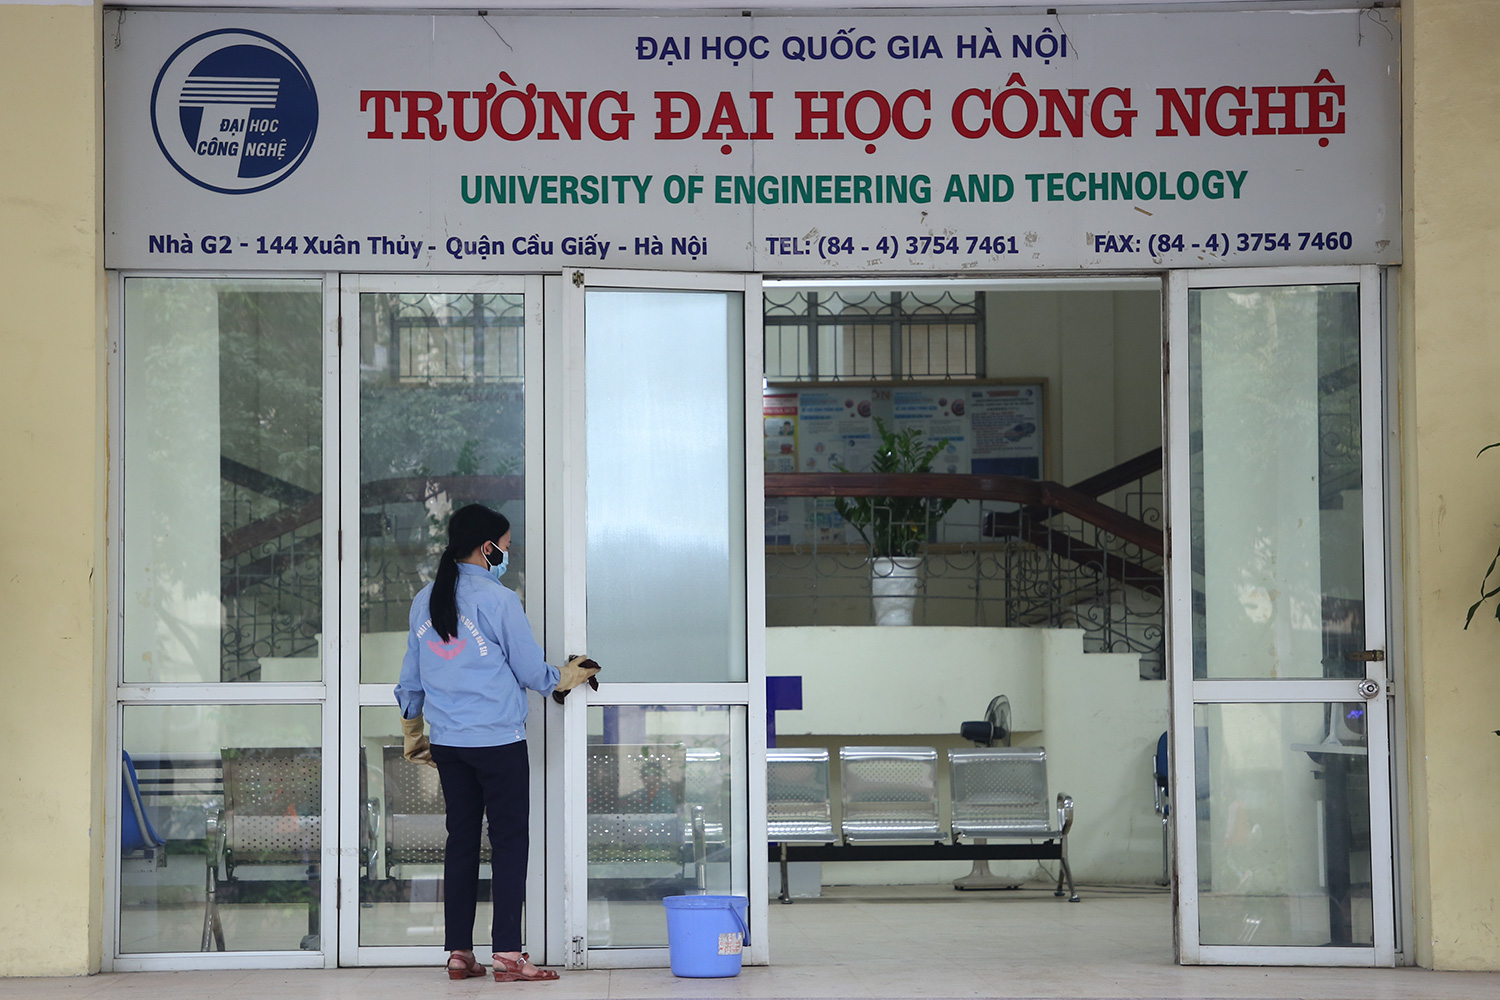 ĐẠI HỌC QUỐC GIA HÀ NỘI
TRƯỜNG ĐẠI HỌC CÔNG NGHỆ
UNIVERSITY OF ENGINEERING AND TECHNOLOGY
ĐẠI HỌC
CÔNG NGHỆ
Nhà G2 - 144 Xuân Thủy - Quận Cầu Giấy - Hà Nội TEL: (84 - 4) 3754 7461 FAX: (84 - 4) 3754 7460